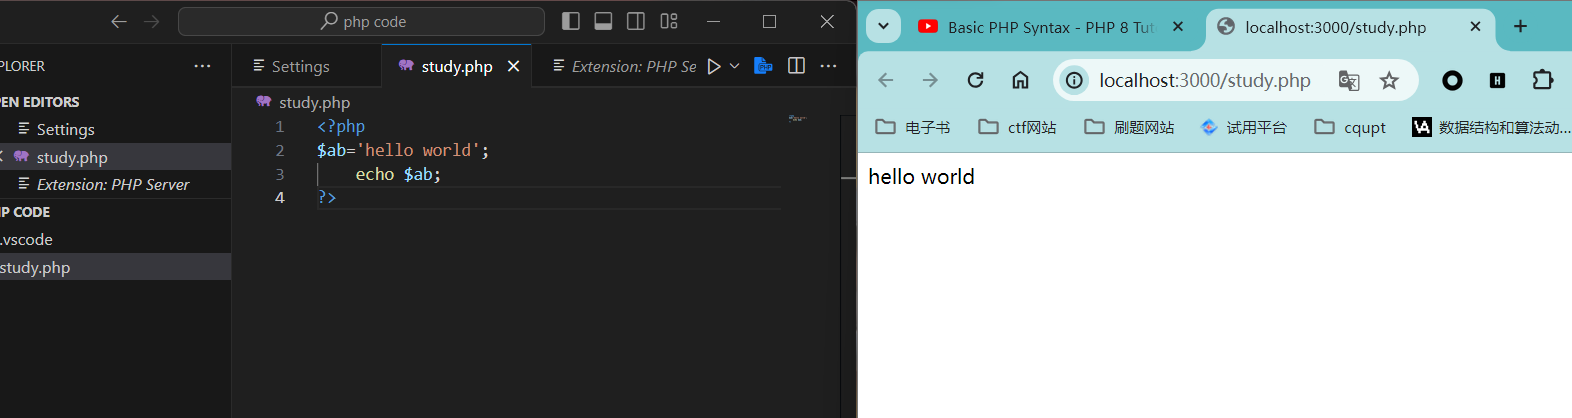 php code
PLORER
Settings
study.php
Extension: PHP Se
PEN EDITORS
Settings
study.php
Extension: PHP Server
HP CODE
.vscode
study.php
study.php
1 <?php
2 $ab='hello world';
3 echo $ab;
4 ?>
Basic PHP Syntax - PHP 8 Tut
localhost:3000/study.php
localhost:3000/study.php
电子书
ctf网站
刷题网站
试用平台
cqupt
数据结构和算法动...
hello world